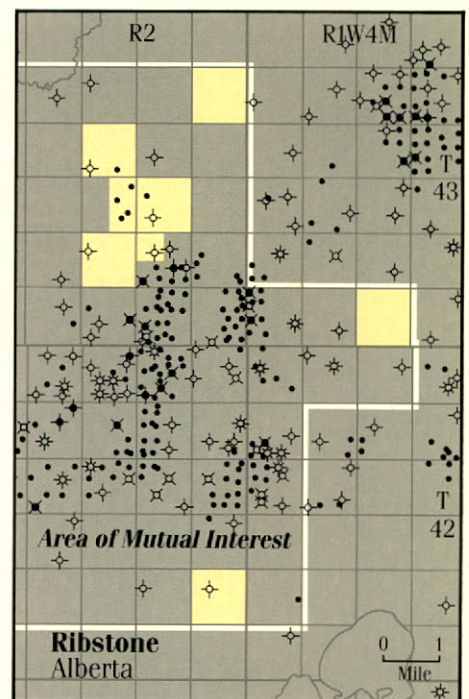 R2
R1W4M
T
43
T
42
Area of Mutual Interest
Ribstone
Alberta
0 1
Mile